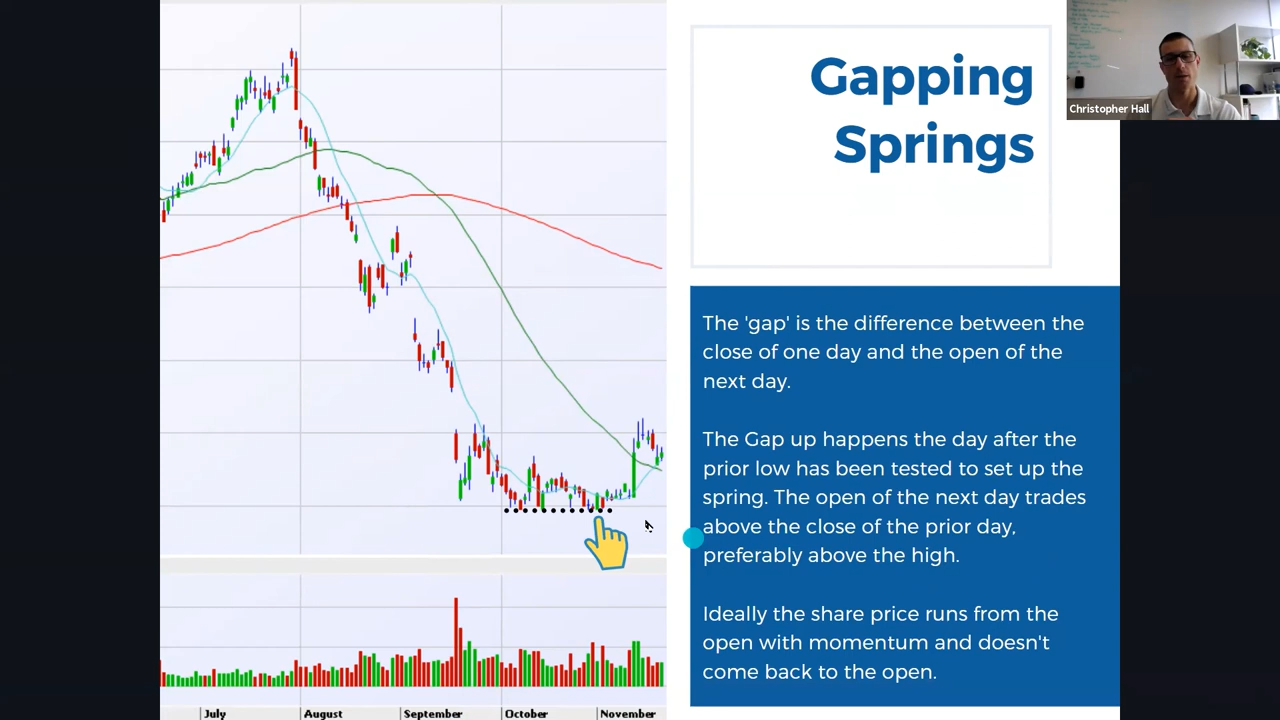 Gapping
Springs
Christopher Hall
The 'gap' is the difference between the
close of one day and the open of the
next day.
The Gap up happens the day after the
prior low has been tested to set up the
spring. The open of the next day trades
above the close of the prior day,
preferably above the high.
Ideally the share price runs from the
open with momentum and doesn't
come back to the open.
July
August
September
October
November